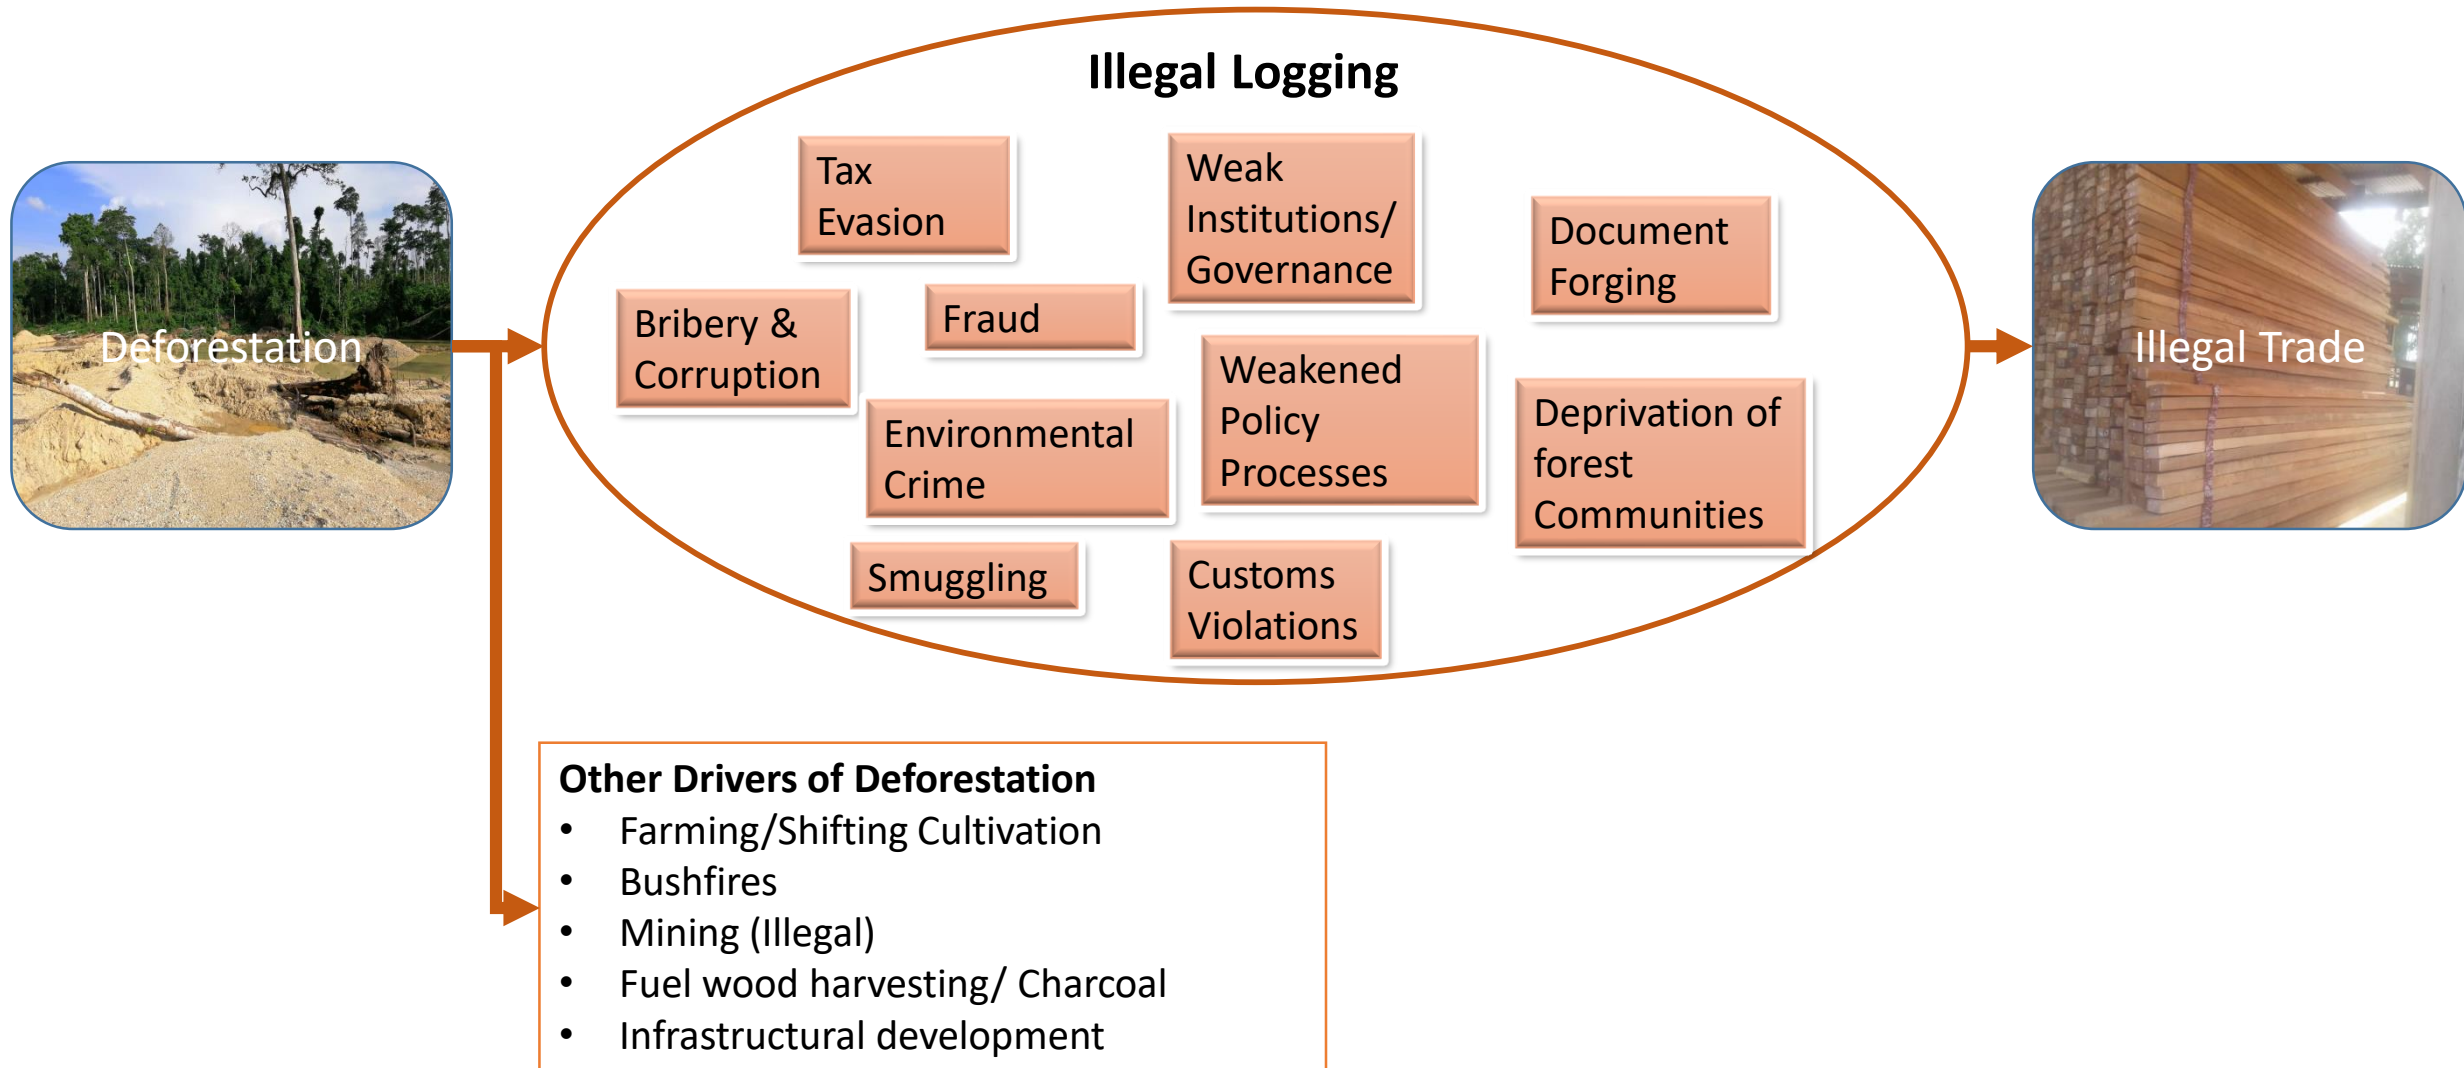 Illegal Logging
Deforestation
Tax
Evasion
Weak
Institutions/
Governance
Document
Forging
Bribery &
Corruption
Fraud
Environmental
Crime
Weakened
Policy
Processes
Deprivation of
forest
Communities
Smuggling
Customs
Violations
Illegal Trade
Other Drivers of Deforestation
• Farming/Shifting Cultivation
• Bushfires
• Mining (Illegal)
• Fuel wood harvesting/ Charcoal
• Infrastructural development